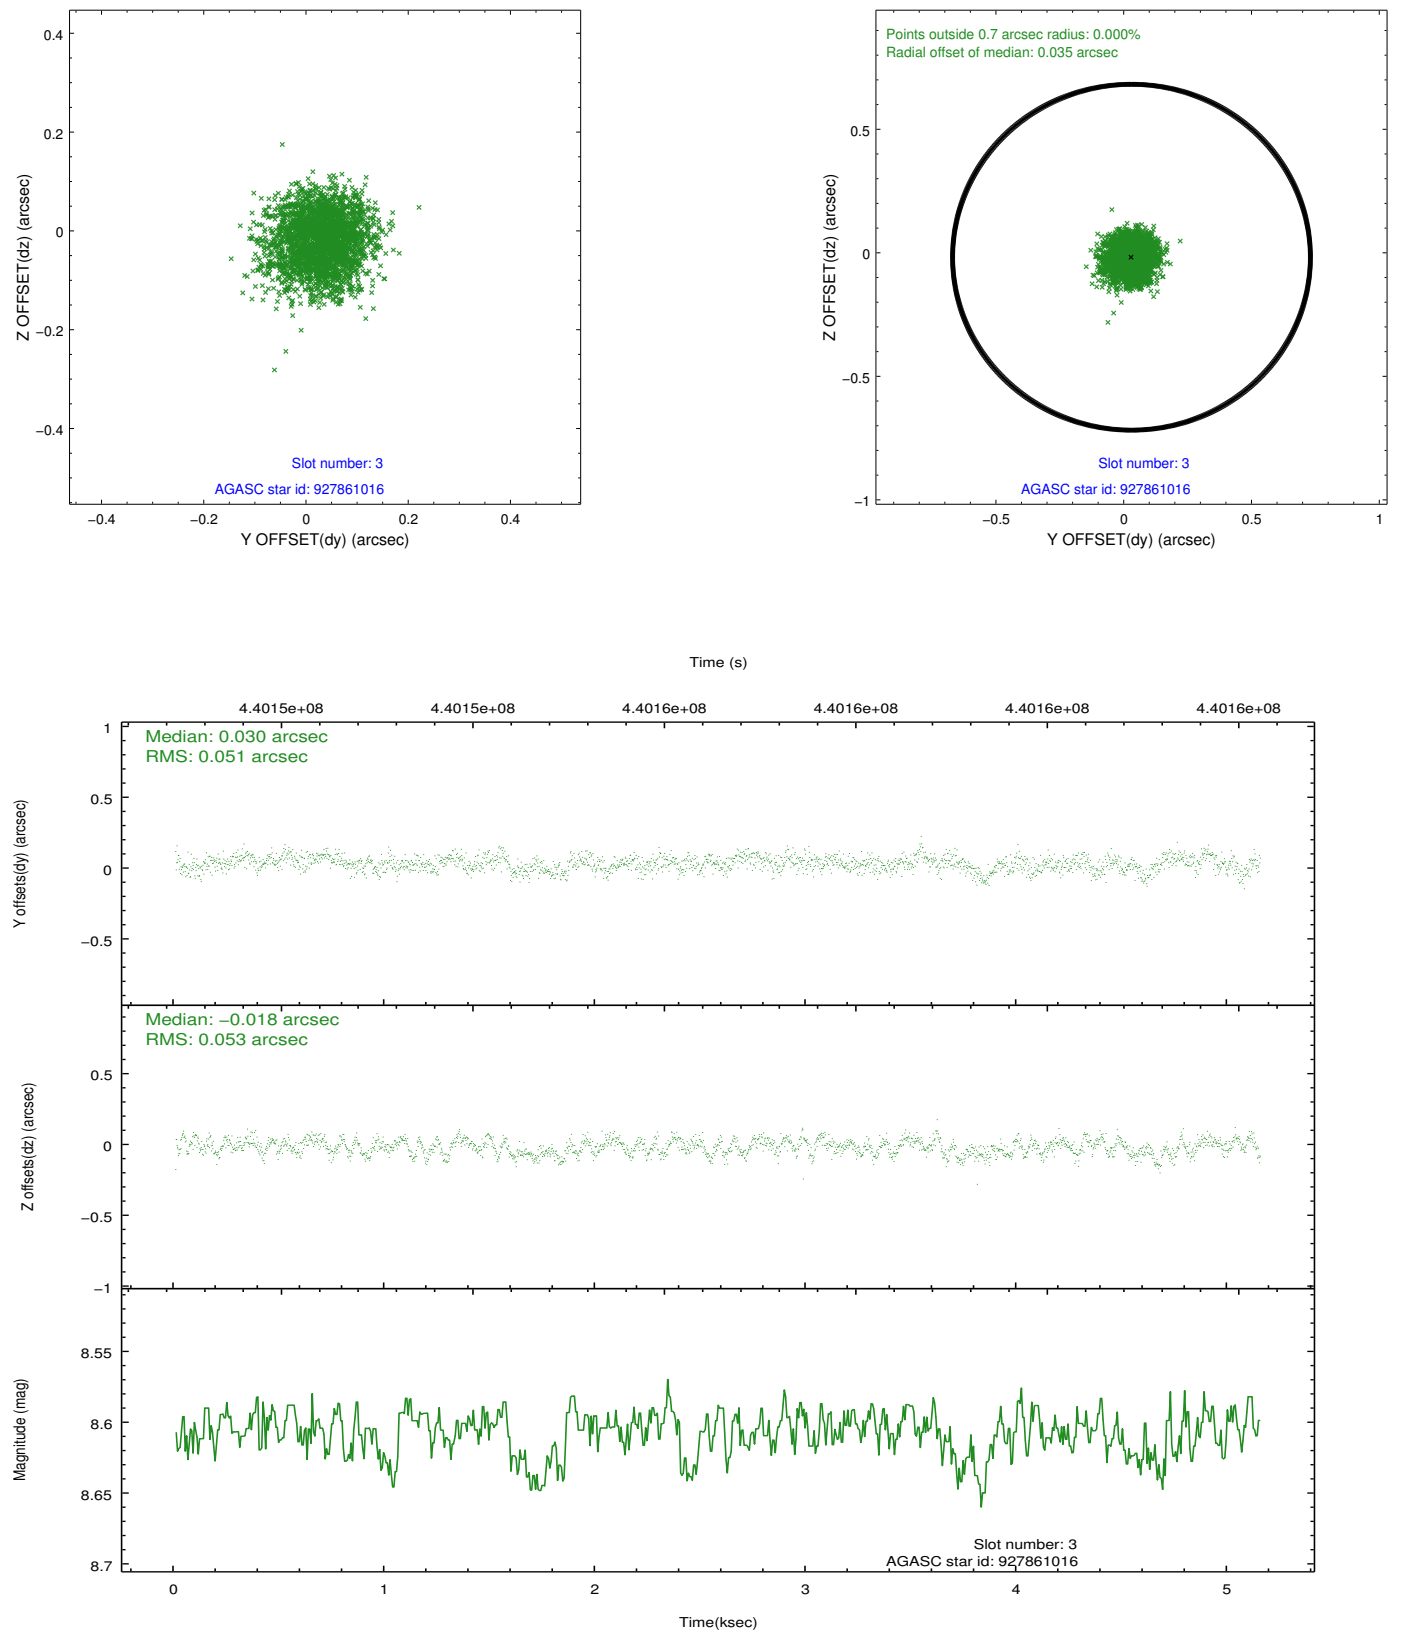 0.4
0.2
0
−0.2
−0.4
Z OFFSET(dz) (arcsec)
Slot number: 3
AGASC star id: 927861016
−0.4
−0.2
0
0.2
0.4
Y OFFSET(dy) (arcsec)
Points outside 0.7 arcsec radius: 0.000%
Radial offset of median: 0.035 arcsec
0.5
0
−0.5
−1
Z OFFSET(dz) (arcsec)
Slot number: 3
AGASC star id: 927861016
−0.5
0
0.5
1
Y OFFSET(dy) (arcsec)
Time (s)
4.4015e+08
4.4015e+08
4.4016e+08
4.4016e+08
4.4016e+08
4.4016e+08
Median: 0.030 arcsec
RMS: 0.051 arcsec
1
0.5
0
−0.5
Y offsets(dy) (arcsec)
Median: −0.018 arcsec
RMS: 0.053 arcsec
0.5
0
−0.5
−1
Z offsets(dz) (arcsec)
8.55
8.6
8.65
8.7
Magnitude (mag)
Slot number: 3
AGASC star id: 927861016
0
1
2
3
4
5
Time(ksec)